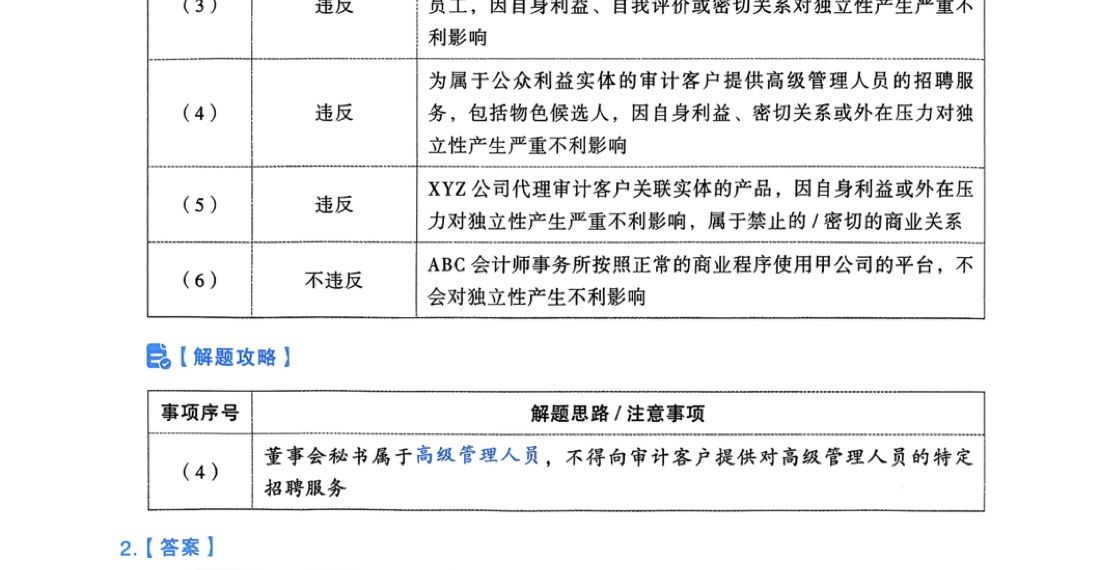 （3）
违反
员工，因自身利益、自我评价或密切关系对独立性产生严重不
利影响
（4）
违反
为属于公众利益实体的审计客户提供高级管理人员的招聘服
务，包括物色候选人，因自身利益、密切关系或外在压力对独
立性产生严重不利影响
（5）
违反
XYZ 公司代理审计客户关联实体的产品，因自身利益或外在压
力对独立性产生严重不利影响，属于禁止的 / 密切的商业关系
（6）
不违反
ABC 会计师事务所按照正常的商业程序使用甲公司的平台，不
会对独立性产生不利影响
【解题攻略】
事项序号
解题思路 / 注意事项
（4）
董事会秘书属于高级管理人员，不得向审计客户提供对高级管理人员的特定
招聘服务
2.【答案】